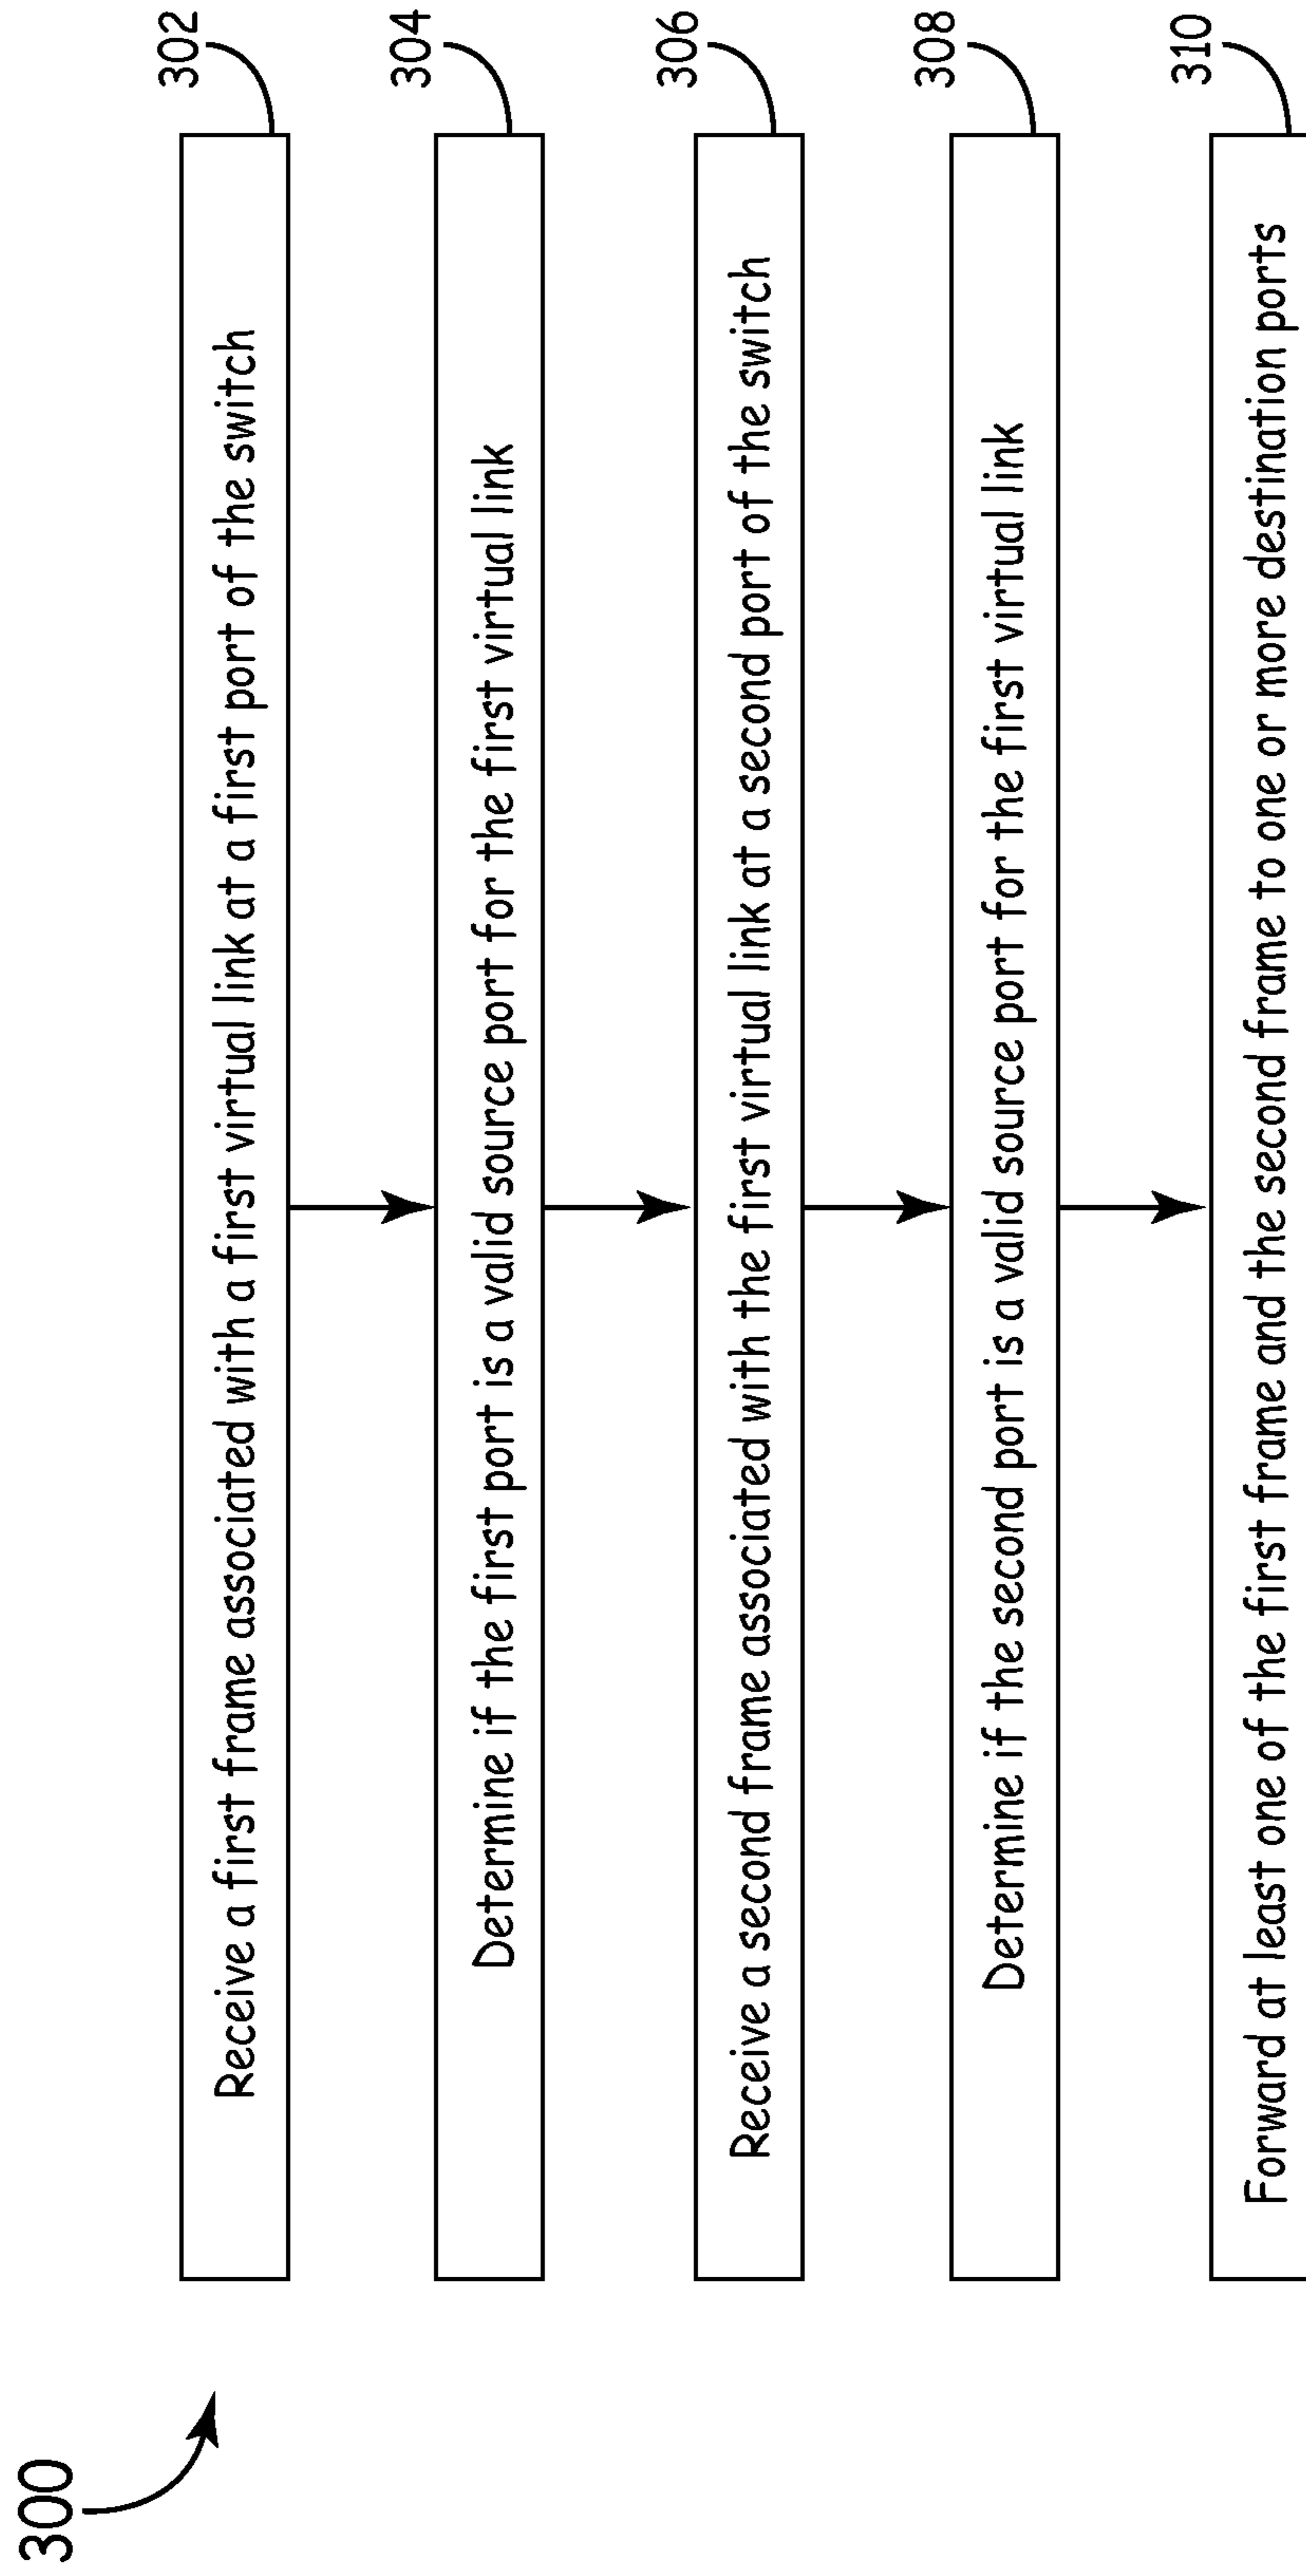 300
Receive a first frame associated with a first virtual link at a first port of the switch
302
Determine if the first port is a valid source port for the first virtual link
304
Receive a second frame associated with the first virtual link at a second port of the switch
306
Determine if the second port is a valid source port for the first virtual link
308
Forward at least one of the first frame and the second frame to one or more destination ports
310